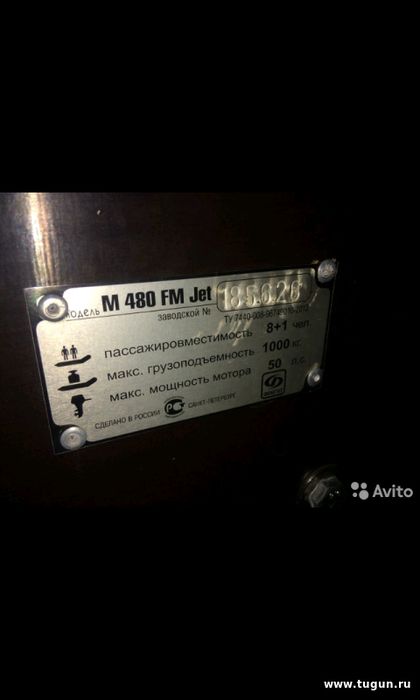 модель M 480 FM Jet 185626
заводской №
пассажировместимость 8+1 чел.
макс. грузоподъемность 1000 кг.
макс. мощность мотора 50 л.с.
СДЕЛАНО В РОССИИ САНКТ-ПЕТЕРБУРГ
Avito
www.tugun.ru